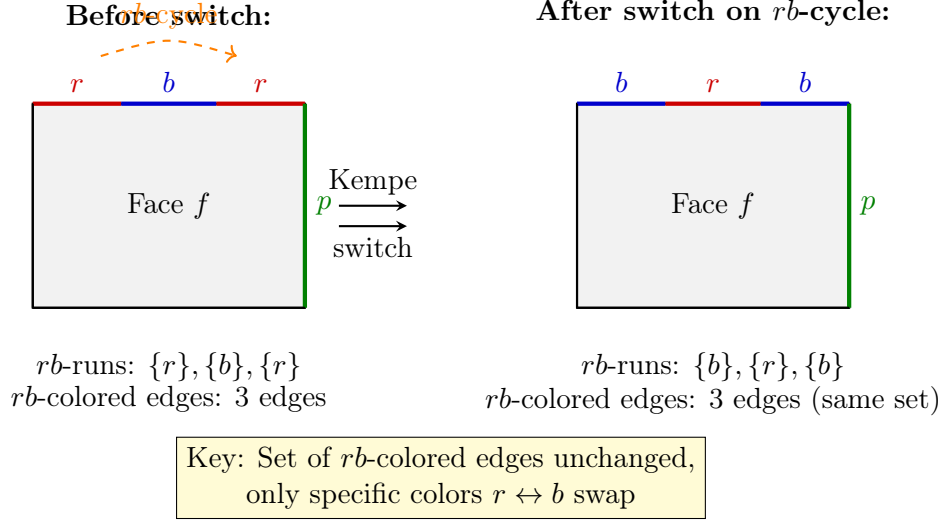 Before switch:
rb-cycle
After switch on rb-cycle:
r b r
b r b
Face f
p
Kempe
switch
Face f
p
rb-runs: {r}, {b}, {r}
rb-colored edges: 3 edges
rb-runs: {b}, {r}, {b}
rb-colored edges: 3 edges (same set)
Key: Set of rb-colored edges unchanged,
only specific colors r ↔ b swap